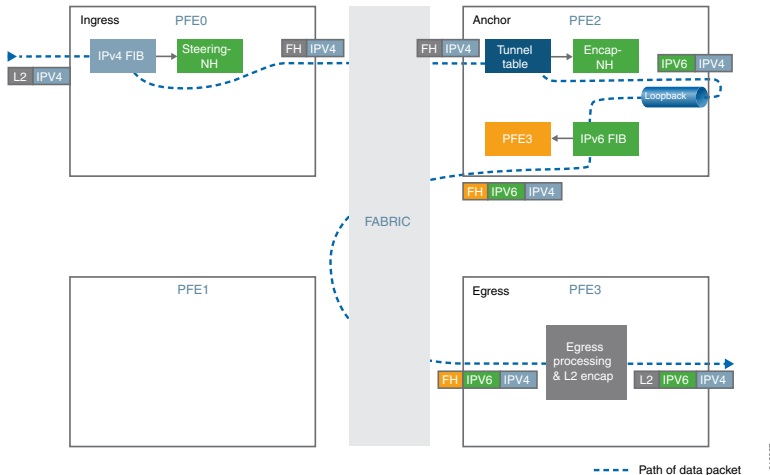 Ingress PFE0
IPv4 FIB
Steering-
NH
L2 IPV4
FH IPV4
FABRIC
Anchor PFE2
FH IPV4
Tunnel
table
Encap-
NH
IPV6 IPV4
Loopback
PFE3
IPv6 FIB
FH IPV6 IPV4
PFE1
Egress PFE3
Egress
processing
& L2 encap
FH IPV6 IPV4
L2 IPV6 IPV4
Path of data packet